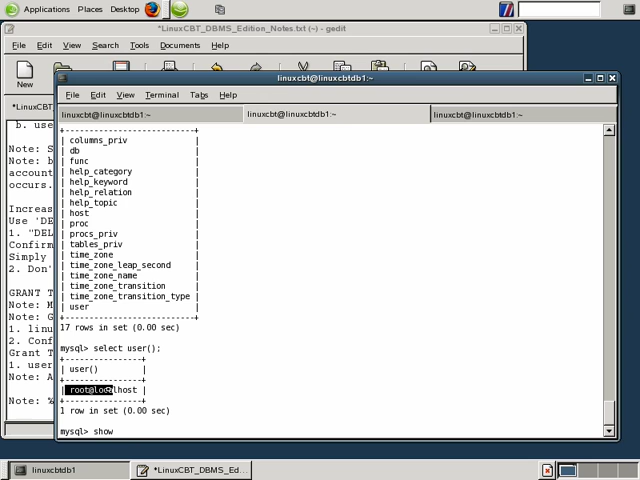 Applications Places Desktop
*LinuxCBT_DBMS_Edition_Notes.txt (~) - gedit
File Edit View Search Tools Documents Help
New
*LinuxCBT
b. use
Note: S
Note: b
account
occurs.
Increas
Use 'DE
1. "DEL
Confirm
Simply
2. Don'
GRANT T
Note: M
Note: G
1. linu
2. Conf
Grant T
1. user
Note: A
Note: %
linuxcbt@linuxcbtdb1:~
File Edit View Terminal Tabs Help
linuxcbt@linuxcbtdb1:~ linuxcbt@linuxcbtdb1:~ linuxcbt@linuxcbtdb1:~
+---------------------------+
| columns_priv |
| db |
| func |
| help_category |
| help_keyword |
| help_relation |
| help_topic |
| host |
| proc |
| procs_priv |
| tables_priv |
| time_zone |
| time_zone_leap_second |
| time_zone_name |
| time_zone_transition |
| time_zone_transition_type |
| user |
+---------------------------+
17 rows in set (0.00 sec)
mysql> select user();
+----------------+
| user() |
+----------------+
| root@localhost |
+----------------+
1 row in set (0.00 sec)
mysql> show
linuxcbtdb1 *LinuxCBT_DBMS_Ed...